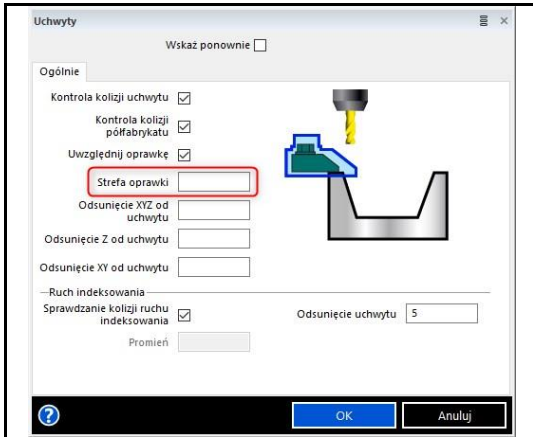 Uchwyty
Wskaż ponownie
Ogólnie
Kontrola kolizji uchwytu
Kontrola kolizji
półfabrykatu
Uwzględnij oprawkę
Strefa oprawki
Odsunięcie XYZ od
uchwytu
Odsunięcie Z od uchwytu
Odsunięcie XY od uchwytu
Ruch indeksowania
Sprawdzanie kolizji ruchu
indeksowania
Odsunięcie uchwytu 5
Promień
OK Anuluj